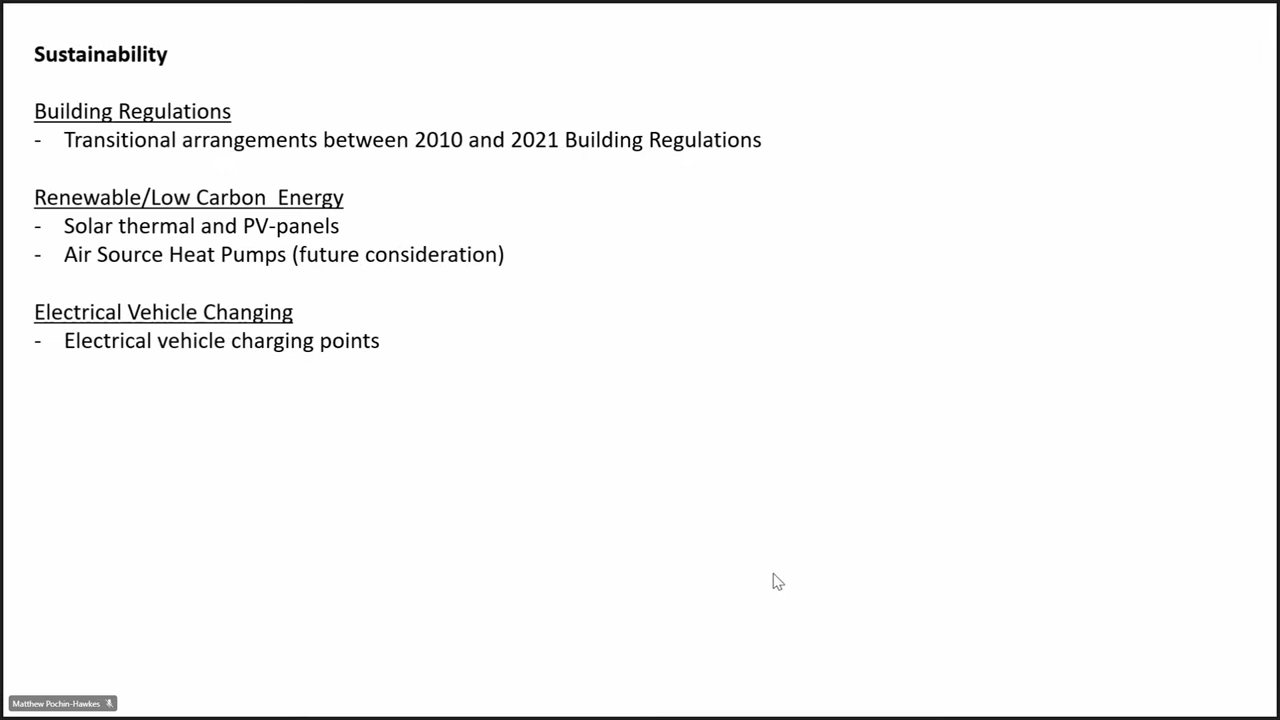 Sustainability
Building Regulations
- Transitional arrangements between 2010 and 2021 Building Regulations
Renewable/Low Carbon  Energy
- Solar thermal and PV-panels
- Air Source Heat Pumps (future consideration)
Electrical Vehicle Changing
- Electrical vehicle charging points
Matthew Pochin-Hawkes